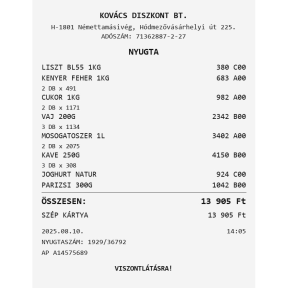 KOVÁCS DISZKONT BT.
H-1801 Némettamásivég, Hódmezővásárhelyi út 225.
ADÓSZÁM: 71362887-2-27
NYUGTA
LISZT BL55 1KG 380 C00
KENYER FEHER 1KG 683 A00
2 DB x 491
CUKOR 1KG 982 A00
2 DB x 1171
VAJ 200G 2342 B00
3 DB x 1134
MOSOGATOSZER 1L 3402 A00
2 DB x 2075
KAVE 250G 4150 B00
3 DB x 308
JOGHURT NATUR 924 C00
PARIZSI 300G 1042 B00
ÖSSZESEN: 13 905 Ft
SZÉP KÁRTYA 13 905 Ft
2025.08.10. 14:05
NYUGTASZÁM: 1929/36792
AP A14575689
VISZONTLÁTÁSRA!